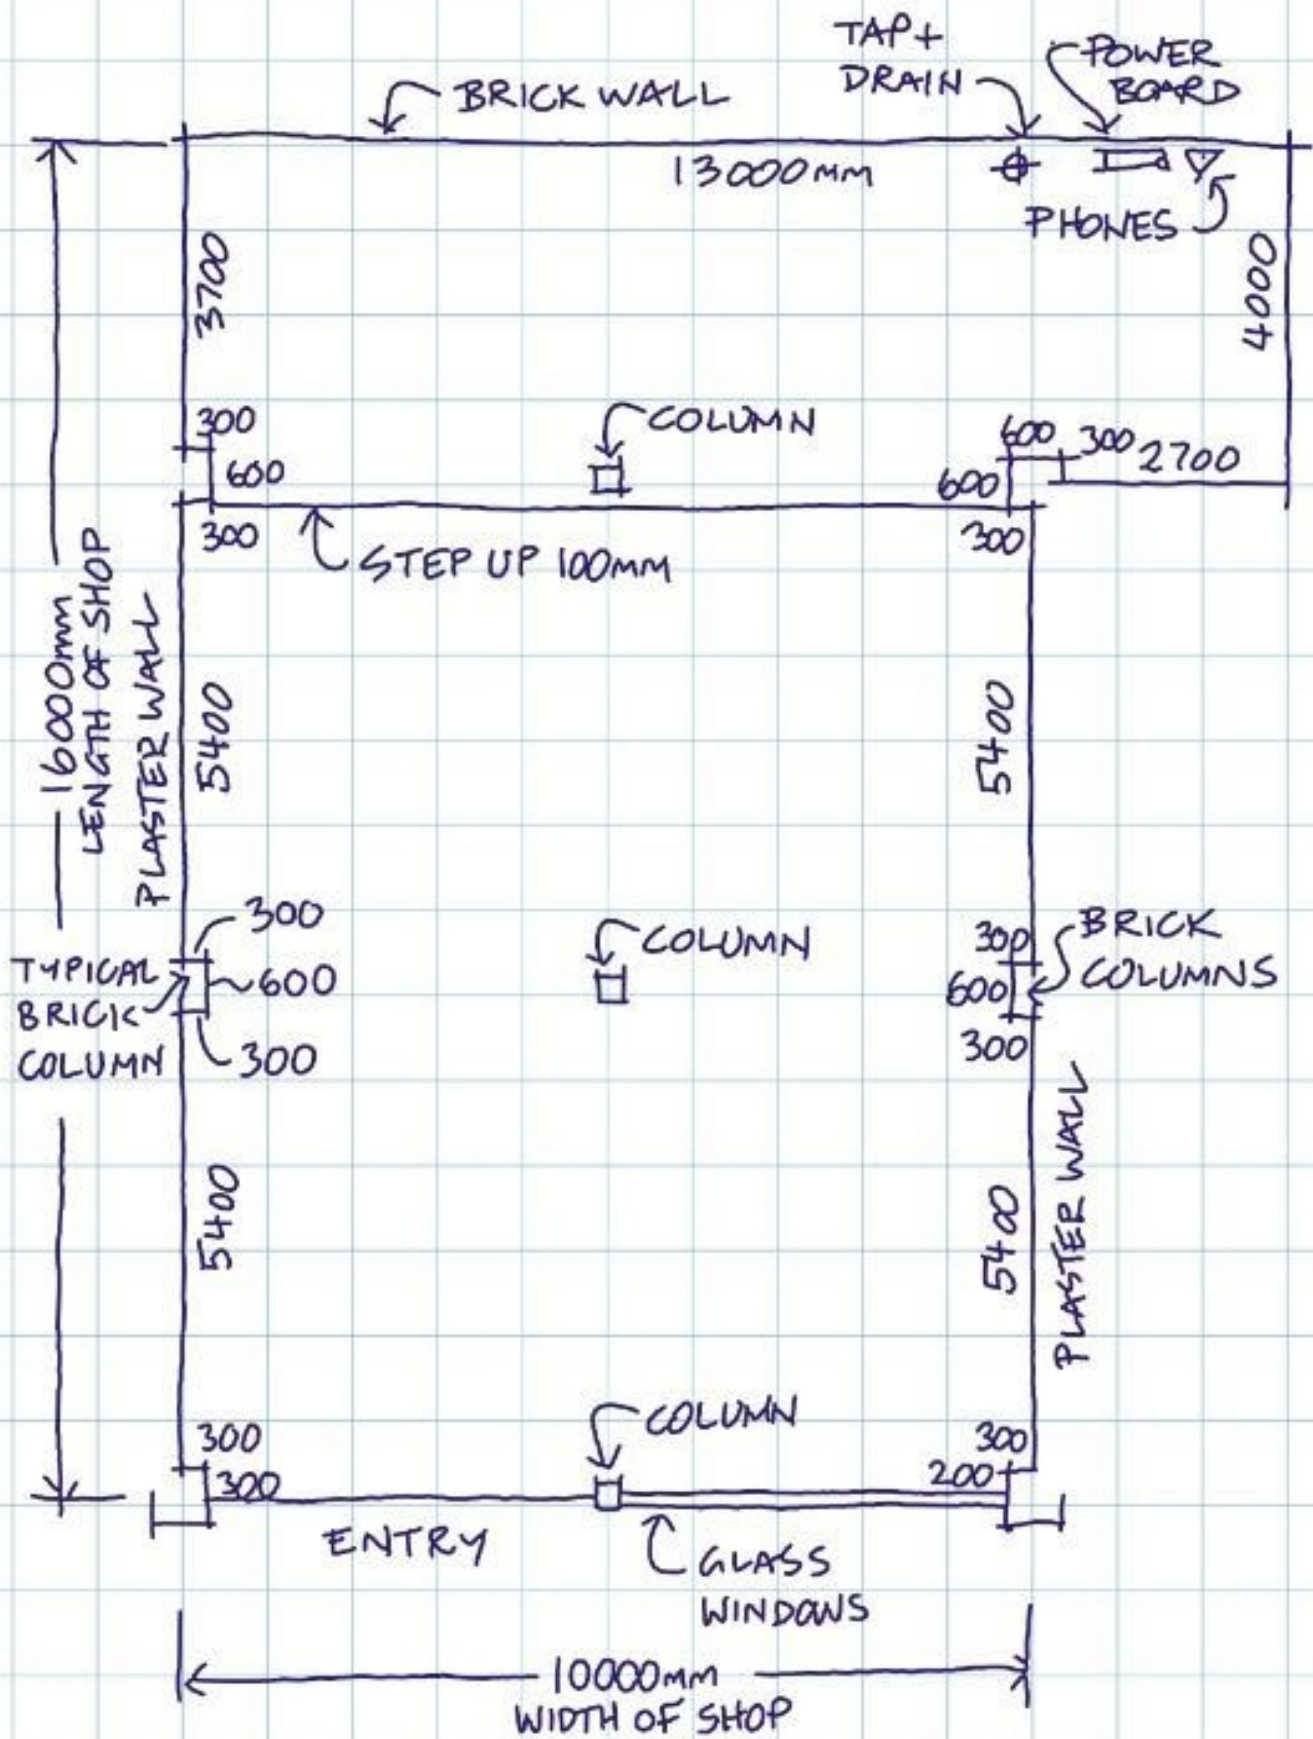 TAP +
DRAIN
POWER
BOARD
BRICK WALL
13000mm
PHONES
3700
4000
300
600
300
COLUMN
600
300
2700
600
300
STEP UP 100MM
16000mm
LENGTH OF SHOP
PLASTER WALL
5400
5400
300
600
300
TYPICAL
BRICK
COLUMN
COLUMN
300
600
300
BRICK
COLUMNS
5400
5400
PLASTER WALL
300
300
COLUMN
300
200
ENTRY
GLASS
WINDOWS
10000mm
WIDTH OF SHOP